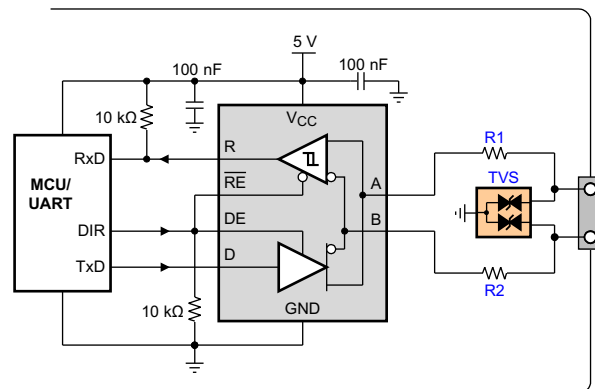 5 V
100 nF
100 nF
10 kΩ
VCC
R1
RxD
R
TVS
MCU/
UART
RE
A
DIR
DE
B
TxD
D
R2
10 kΩ
GND